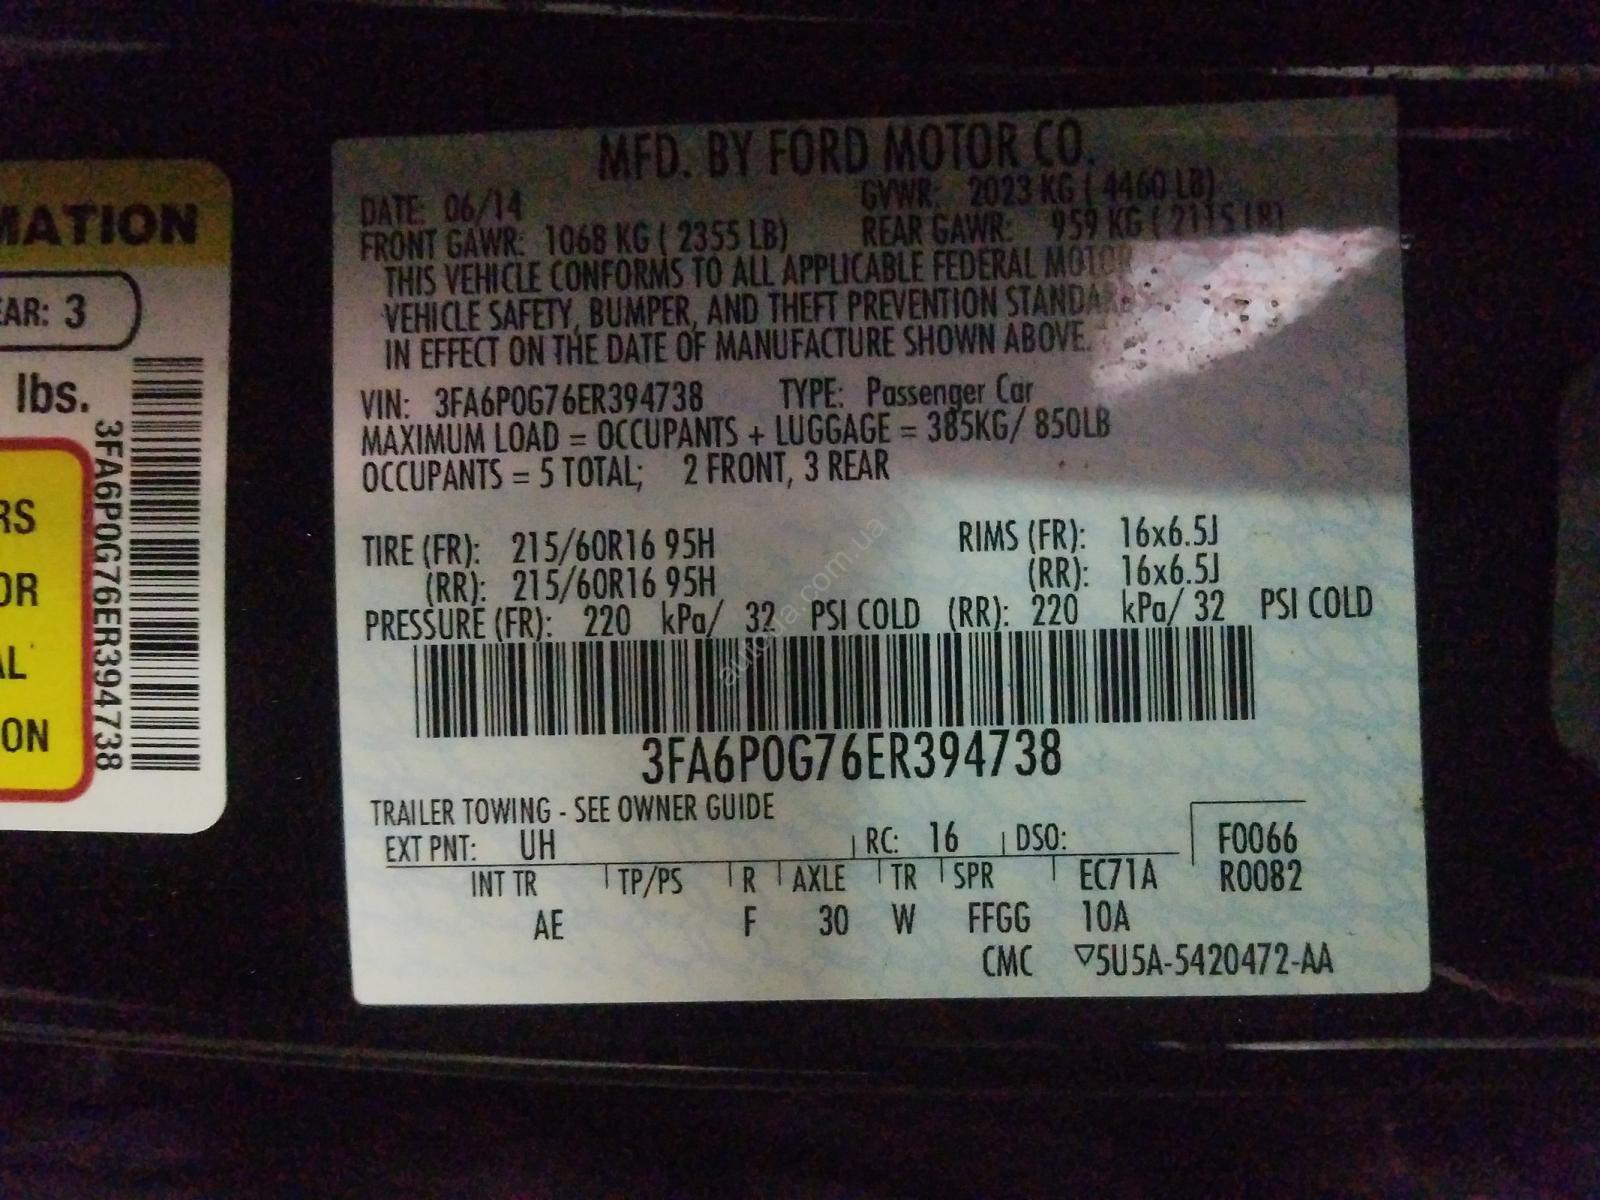 MATION
EAR: 3
lbs.
RS
OR
AL
ON
3FA6P0G76ER394738
MFD. BY FORD MOTOR CO.
DATE: 06/14 GVWR: 2023 KG ( 4460 LB)
FRONT GAWR: 1068 KG ( 2355 LB) REAR GAWR: 959 KG ( 2115 LB)
THIS VEHICLE CONFORMS TO ALL APPLICABLE FEDERAL MOTOR
VEHICLE SAFETY, BUMPER, AND THEFT PREVENTION STANDARDS
IN EFFECT ON THE DATE OF MANUFACTURE SHOWN ABOVE.
VIN: 3FA6P0G76ER394738 TYPE: Passenger Car
MAXIMUM LOAD = OCCUPANTS + LUGGAGE = 385KG/ 850LB
OCCUPANTS = 5 TOTAL; 2 FRONT, 3 REAR
TIRE (FR): 215/60R16 95H RIMS (FR): 16x6.5J
(RR): 215/60R16 95H (RR): 16x6.5J
PRESSURE (FR): 220 kPa/ 32 PSI COLD (RR): 220 kPa/ 32 PSI COLD
3FA6P0G76ER394738
TRAILER TOWING - SEE OWNER GUIDE
EXT PNT: UH RC: 16 DSO: F0066
INT TR TP/PS R AXLE TR SPR EC71A R0082
AE F 30 W FFGG 10A
CMC ▽5U5A-5420472-AA
autoria.com.ua